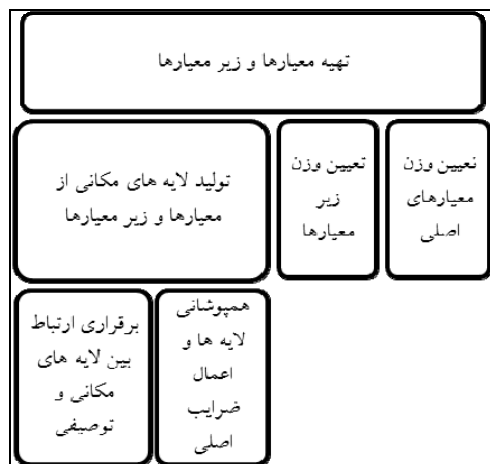 تهیه معیارها و زیر معیارها
نعیین وزن
معیارهای
اصلی
تعیین وزن
زیر
معیارها
تولید لایه های مکانی از
معیارها و زیر معیارها
همپوشانی
لایه ها و
اعمال
ضرایب
اصلی
برقراری ارتباط
بین لایه های
مکانی و
توصیفی